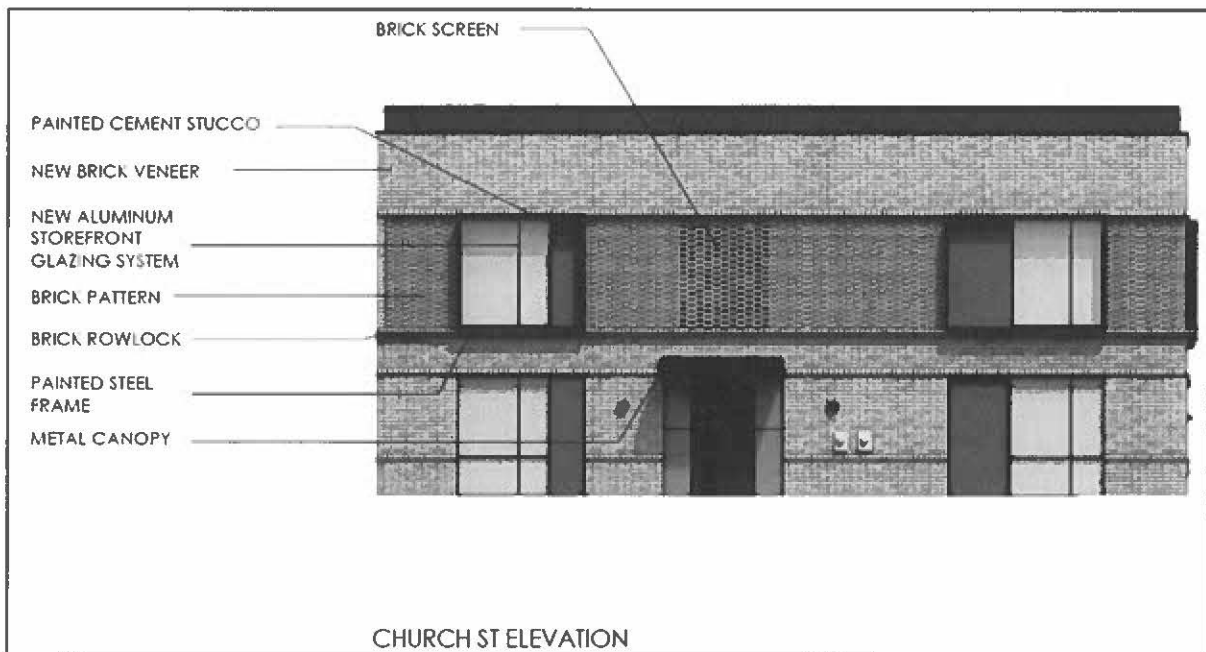 BRICK SCREEN
PAINTED CEMENT STUCCO
NEW BRICK VENEER
NEW ALUMINUM
STOREFRONT
GLAZING SYSTEM
BRICK PATTERN
BRICK ROWLOCK
PAINTED STEEL
FRAME
METAL CANOPY
CHURCH ST ELEVATION